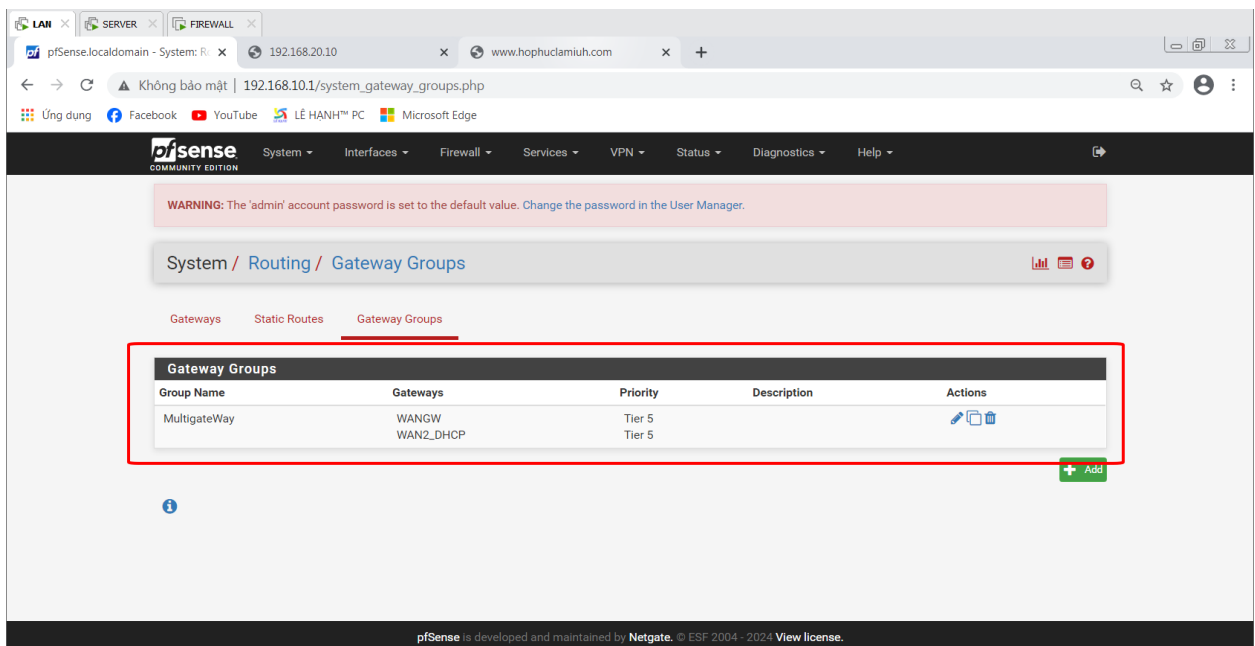 LAN SERVER FIREWALL
pfSense.localdomain - System: R 192.168.20.10 www.hophuclamiuh.com
Không bảo mật | 192.168.10.1/system_gateway_groups.php
Ứng dụng Facebook YouTube LÊ HẠNH™ PC Microsoft Edge
pfsense System Interfaces Firewall Services VPN Status Diagnostics Help
COMMUNITY EDITION
WARNING: The 'admin' account password is set to the default value. Change the password in the User Manager.
System / Routing / Gateway Groups
Gateways Static Routes Gateway Groups
Gateway Groups
Group Name Gateways Priority Description Actions
MultigateWay WANGW Tier 5
WAN2_DHCP Tier 5
Add
pfSense is developed and maintained by Netgate. © ESF 2004 - 2024 View license.